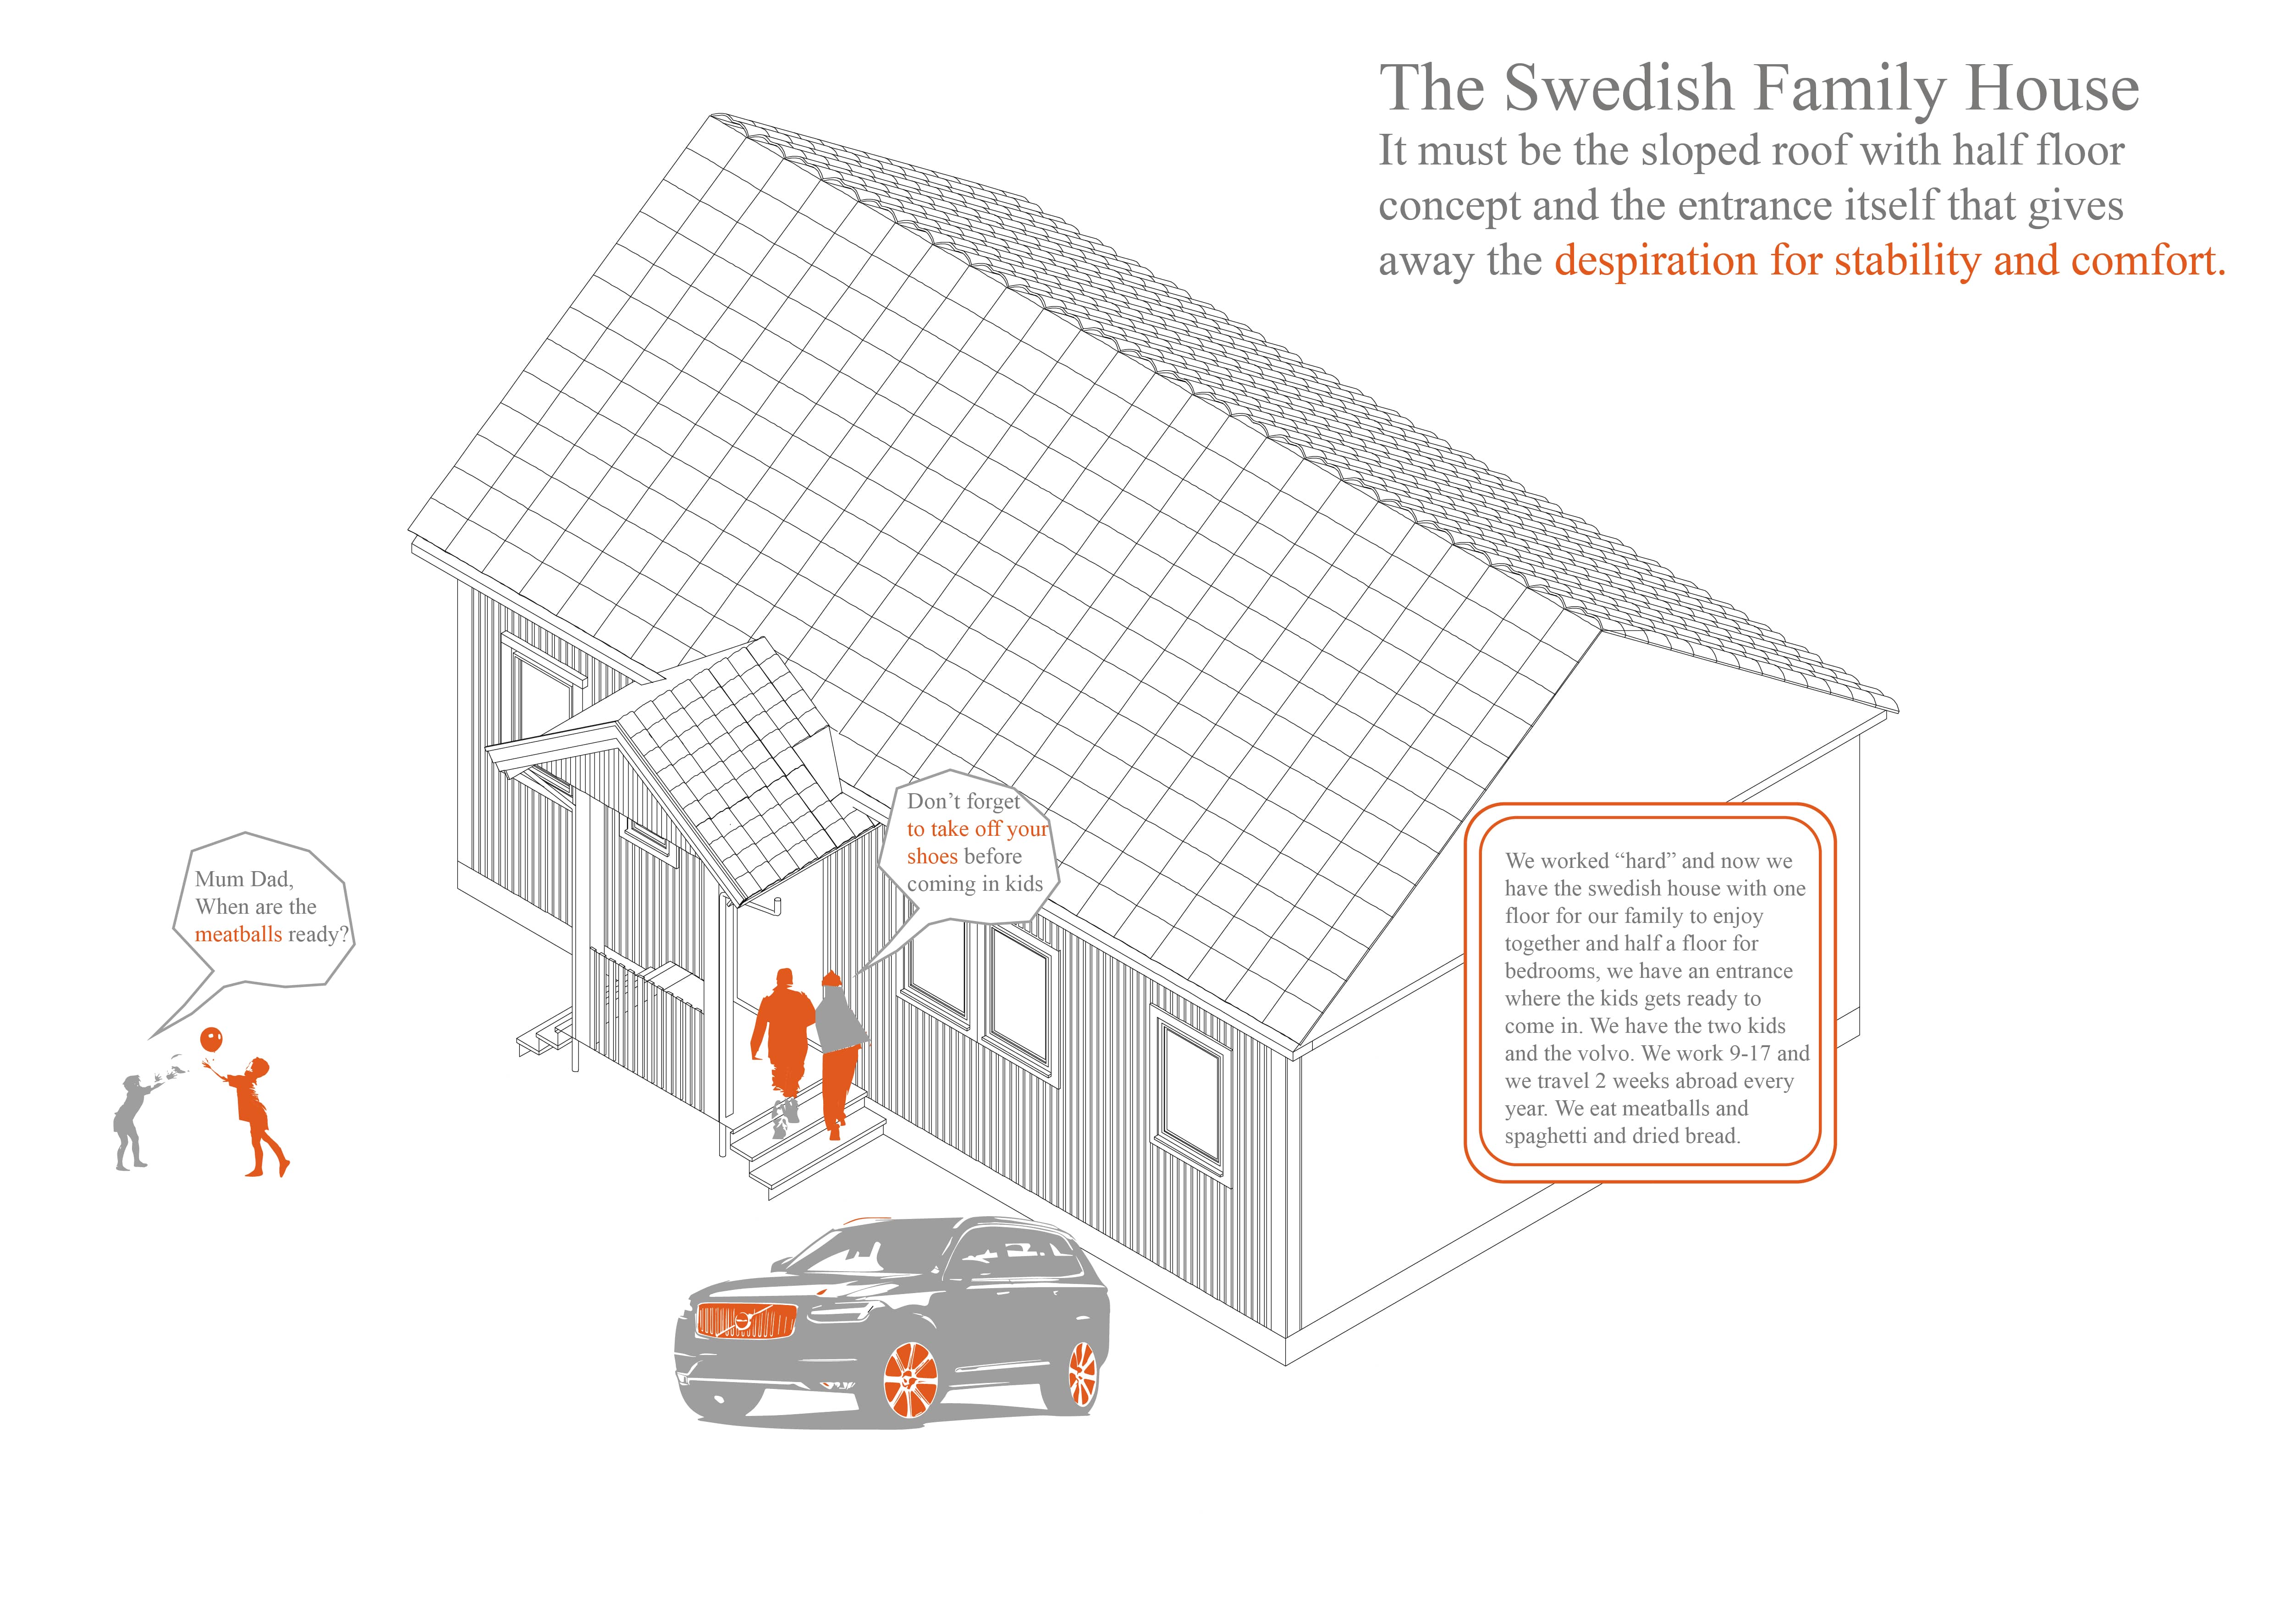 The Swedish Family House
It must be the sloped roof with half floor
concept and the entrance itself that gives
away the despiration for stability and comfort.
Don’t forget
to take off your
shoes before
coming in kids
Mum Dad,
When are the
meatballs ready?
We worked “hard” and now we
have the swedish house with one
floor for our family to enjoy
together and half a floor for
bedrooms, we have an entrance
where the kids gets ready to
come in. We have the two kids
and the volvo. We work 9-17 and
we travel 2 weeks abroad every
year. We eat meatballs and
spaghetti and dried bread.